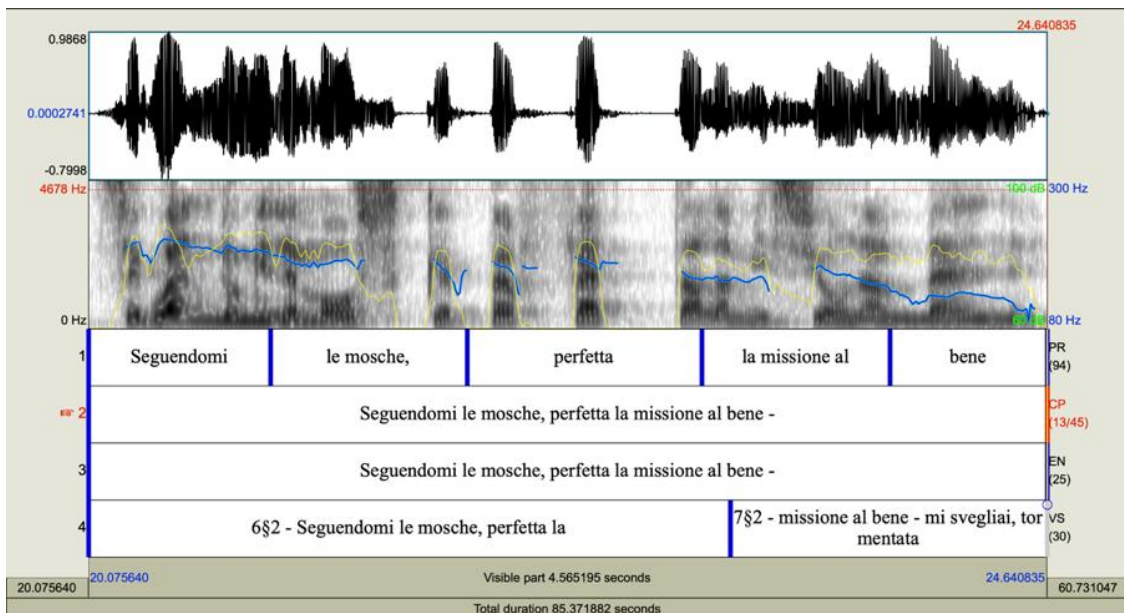 24.640835
0.9868
0.0002741
-0.7998
4678 Hz
100 dB
300 Hz
0 Hz
80 Hz
1 Seguendomi le mosche, perfetta la missione al bene PR
(94)
2 Seguendomi le mosche, perfetta la missione al bene - CP
(13/45)
3 Seguendomi le mosche, perfetta la missione al bene - EN
(25)
4 6§2 - Seguendomi le mosche, perfetta la 7§2 - missione al bene - mi svegliai, tor
mentata VS
(30)
20.075640 20.075640 Visible part 4.565195 seconds 24.640835 60.731047
Total duration 85.371882 seconds